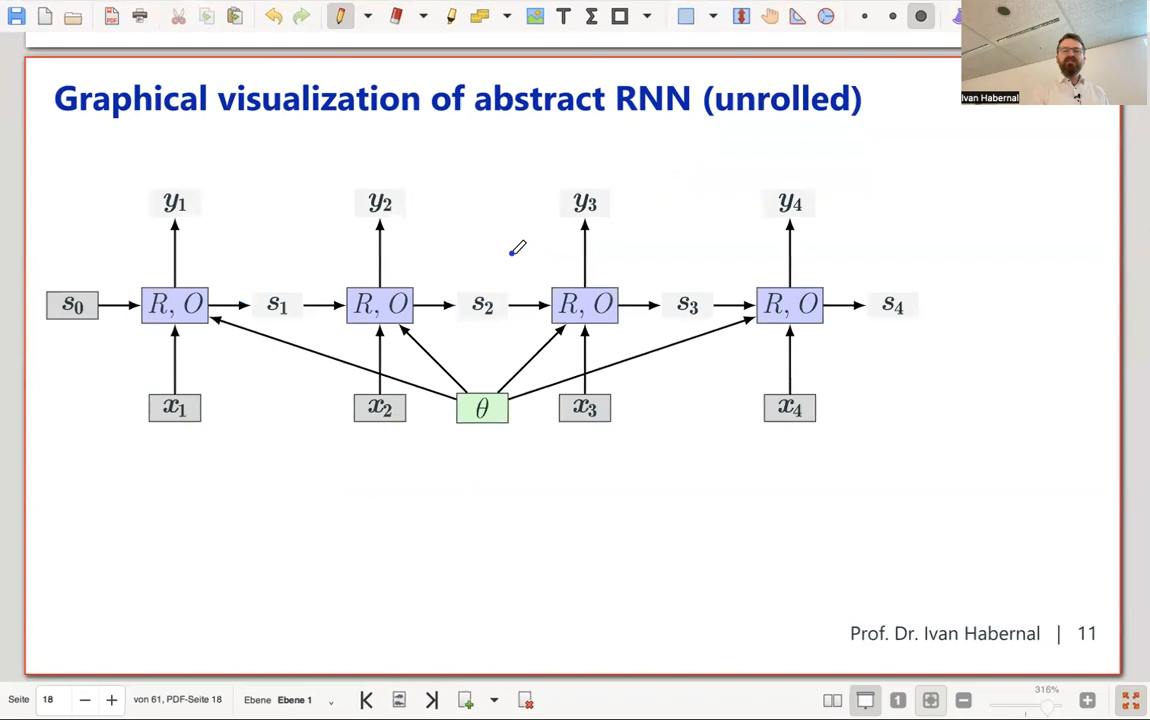 Ivan Habernal
Graphical visualization of abstract RNN (unrolled)
y1 y2 y3 y4
s0 R, O s1 R, O s2 R, O s3 R, O s4
x1 x2 θ x3 x4
Prof. Dr. Ivan Habernal | 11
Seite 18 von 61, PDF-Seite 18 Ebene Ebene 1 316%